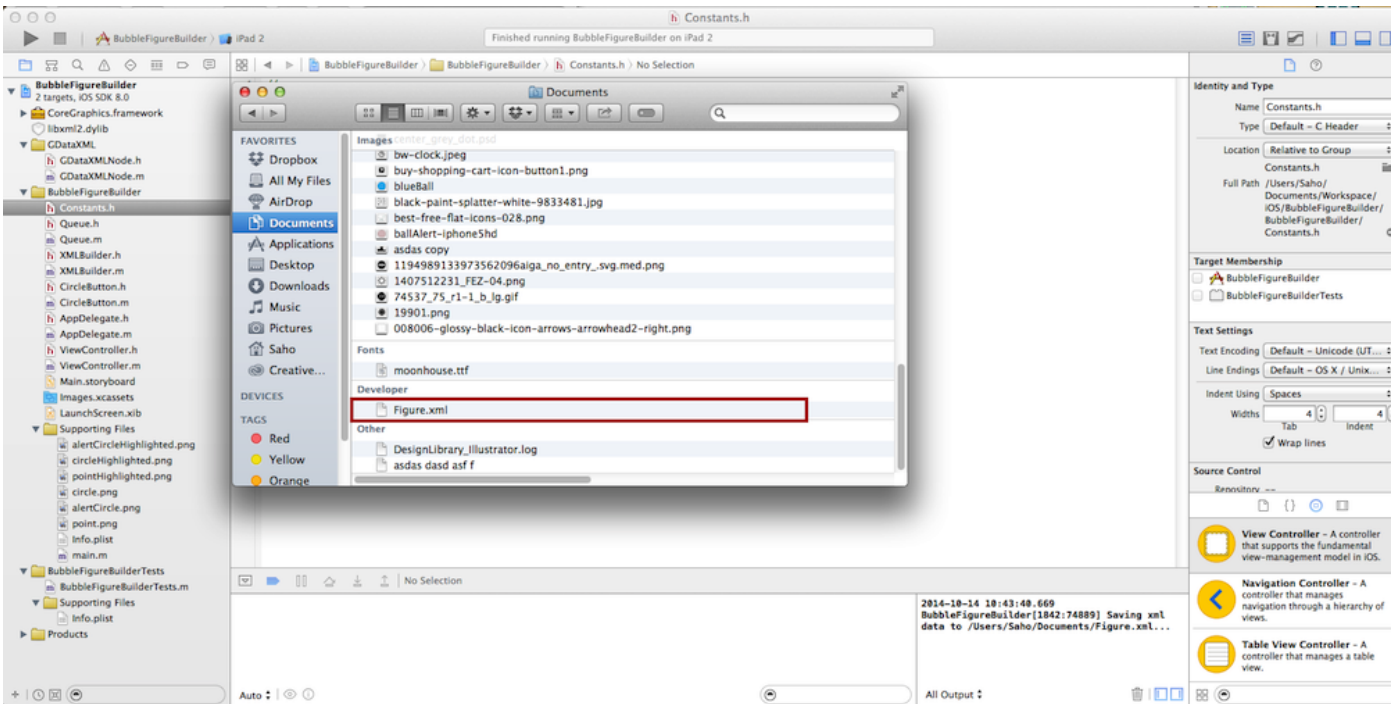 Constants.h
BubbleFigureBuilder
iPad 2
Finished running BubbleFigureBuilder on iPad 2
BubbleFigureBuilder
BubbleFigureBuilder
Constants.h
No Selection
BubbleFigureBuilder
2 targets, iOS SDK 8.0
CoreGraphics.framework
libxml2.dylib
GDataXML
GDataXMLNode.h
GDataXMLNode.m
BubbleFigureBuilder
Constants.h
Queue.h
Queue.m
XMLBuilder.h
XMLBuilder.m
CircleButton.h
CircleButton.m
AppDelegate.h
AppDelegate.m
ViewController.h
ViewController.m
Main.storyboard
Images.xcassets
LaunchScreen.xib
Supporting Files
alertCircleHighlighted.png
circleHighlighted.png
pointHighlighted.png
circle.png
alertCircle.png
point.png
Info.plist
main.m
BubbleFigureBuilderTests
BubbleFigureBuilderTests.m
Supporting Files
Info.plist
Products
Documents
FAVORITES
Dropbox
All My Files
AirDrop
Documents
Applications
Desktop
Downloads
Music
Pictures
Saho
Creative...
DEVICES
TAGS
Red
Yellow
Orange
Images
center_grey_dot.psd
bw-clock.jpeg
buy-shopping-cart-icon-button1.png
blueBall
black-paint-splatter-white-9833481.jpg
best-free-flat-icons-028.png
ballAlert-iphone5hd
asdas copy
1194989133973562096aiga_no_entry_.svg.med.png
1407512231_FEZ-04.png
74537_75_r1-1_b_lg.gif
19901.png
008006-glossy-black-icon-arrows-arrowhead2-right.png
Fonts
moonhouse.ttf
Developer
Figure.xml
Other
DesignLibrary_Illustrator.log
asdas dasd asf f
No Selection
2014-10-14 10:43:40.669
BubbleFigureBuilder[1842:74889] Saving xml
data to /Users/Saho/Documents/Figure.xml...
Auto
All Output
Identity and Type
Name Constants.h
Type Default - C Header
Location Relative to Group
Constants.h
Full Path /Users/Saho/
Documents/Workspace/
iOS/BubbleFigureBuilder/
BubbleFigureBuilder/
Constants.h
Target Membership
BubbleFigureBuilder
BubbleFigureBuilderTests
Text Settings
Text Encoding Default - Unicode (UT...
Line Endings Default - OS X / Unix...
Indent Using Spaces
Widths 4 4
Tab Indent
Wrap lines
Source Control
Repository --
View Controller - A controller
that supports the fundamental
view-management model in iOS.
Navigation Controller - A
controller that manages
navigation through a hierarchy of
views.
Table View Controller - A
controller that manages a table
view.